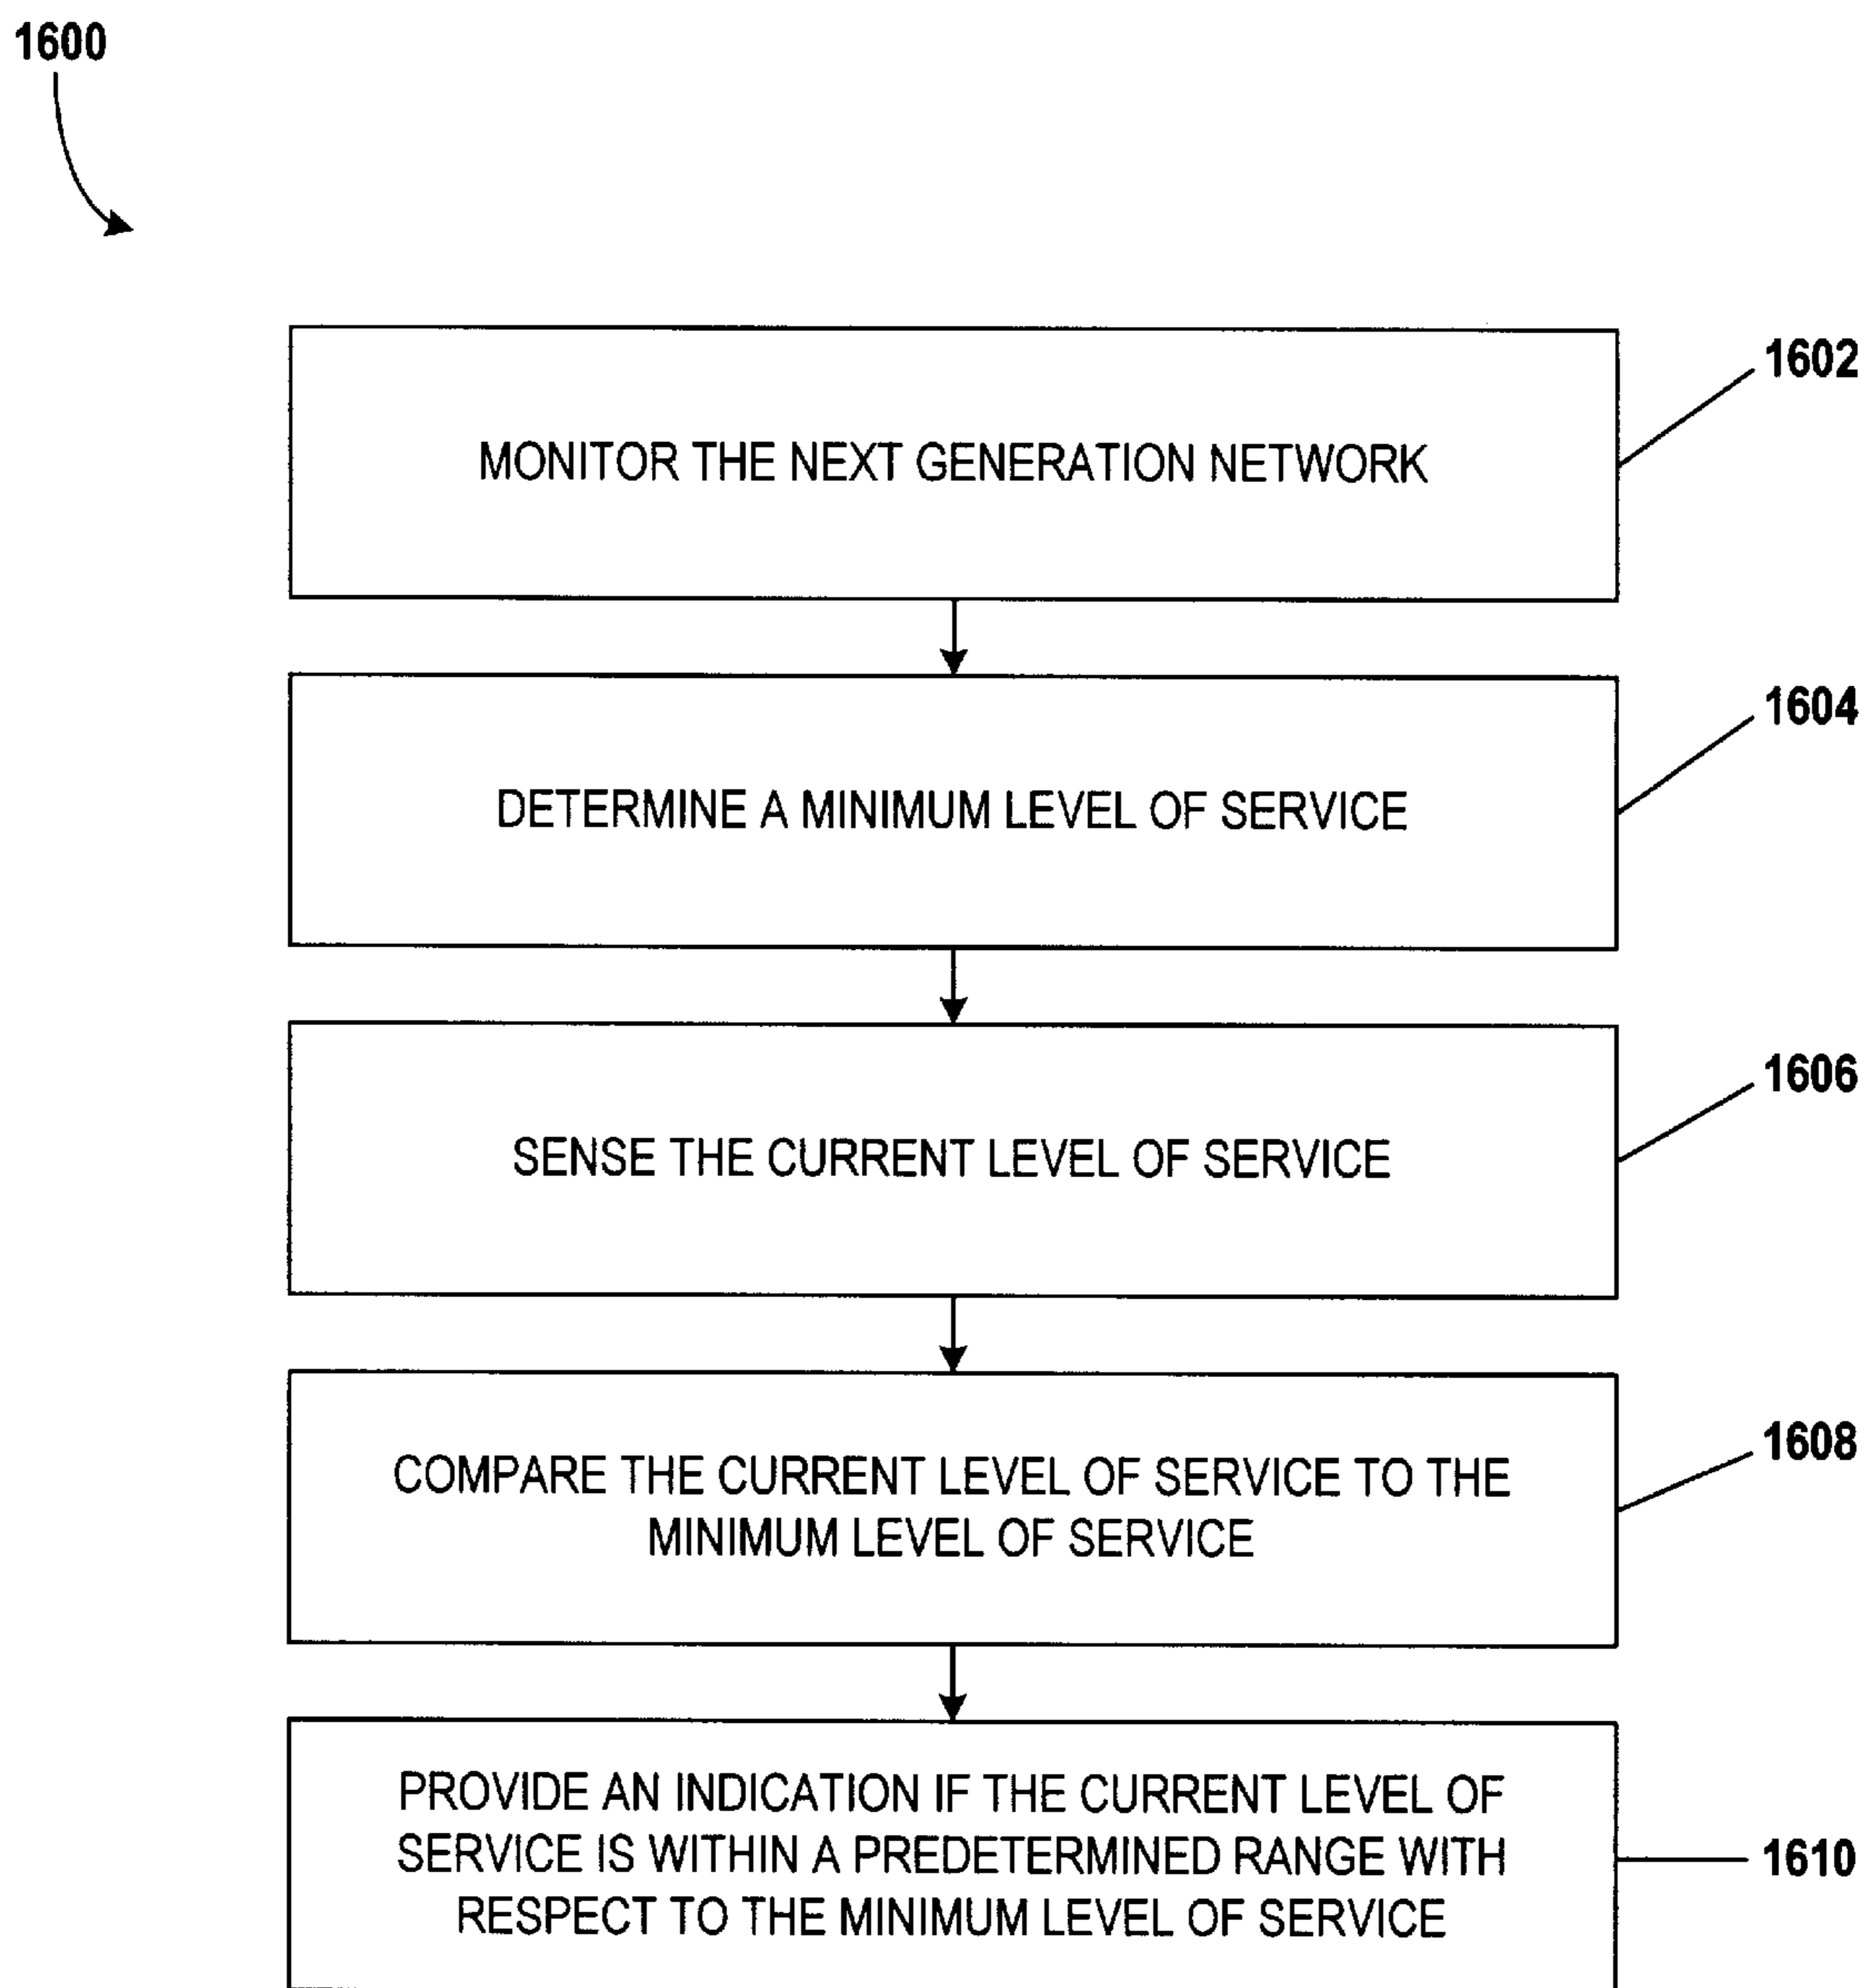 1600
MONITOR THE NEXT GENERATION NETWORK
1602
DETERMINE A MINIMUM LEVEL OF SERVICE
1604
SENSE THE CURRENT LEVEL OF SERVICE
1606
COMPARE THE CURRENT LEVEL OF SERVICE TO THE
MINIMUM LEVEL OF SERVICE
1608
PROVIDE AN INDICATION IF THE CURRENT LEVEL OF
SERVICE IS WITHIN A PREDETERMINED RANGE WITH
RESPECT TO THE MINIMUM LEVEL OF SERVICE
1610